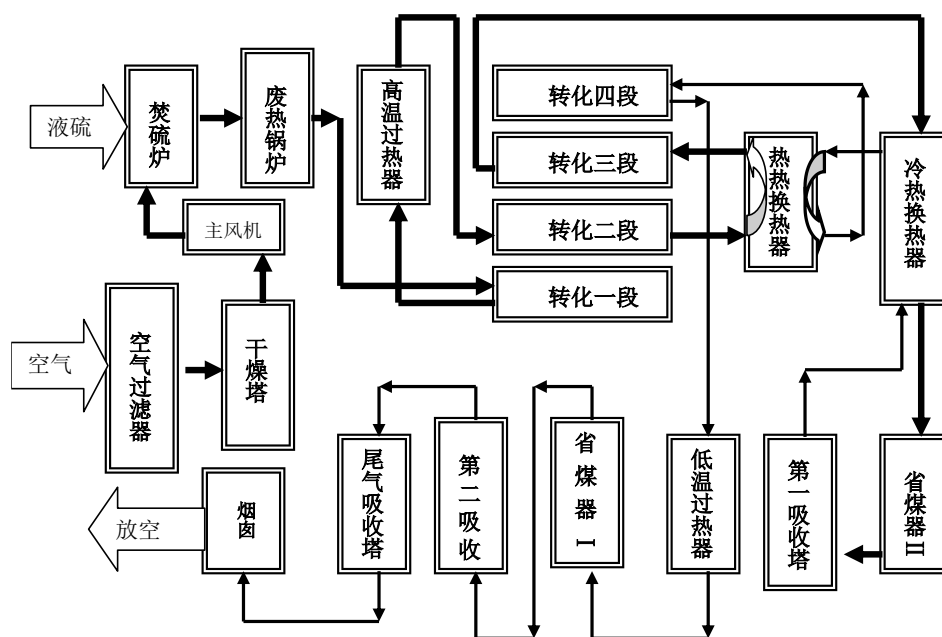 液硫
焚硫炉
废热锅炉
高温过热器
转化四段
转化三段
转化二段
转化一段
热热换热器
冷热换热器
主风机
空气
空气过滤器
干燥塔
放空
烟囱
尾气吸收塔
第二吸收
省煤器I
低温过热器
第一吸收塔
省煤器II